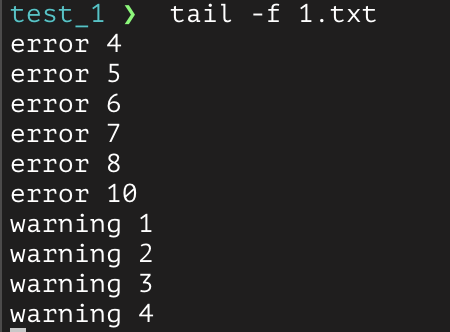 test_1 ❯ tail -f 1.txt
error 4
error 5
error 6
error 7
error 8
error 10
warning 1
warning 2
warning 3
warning 4